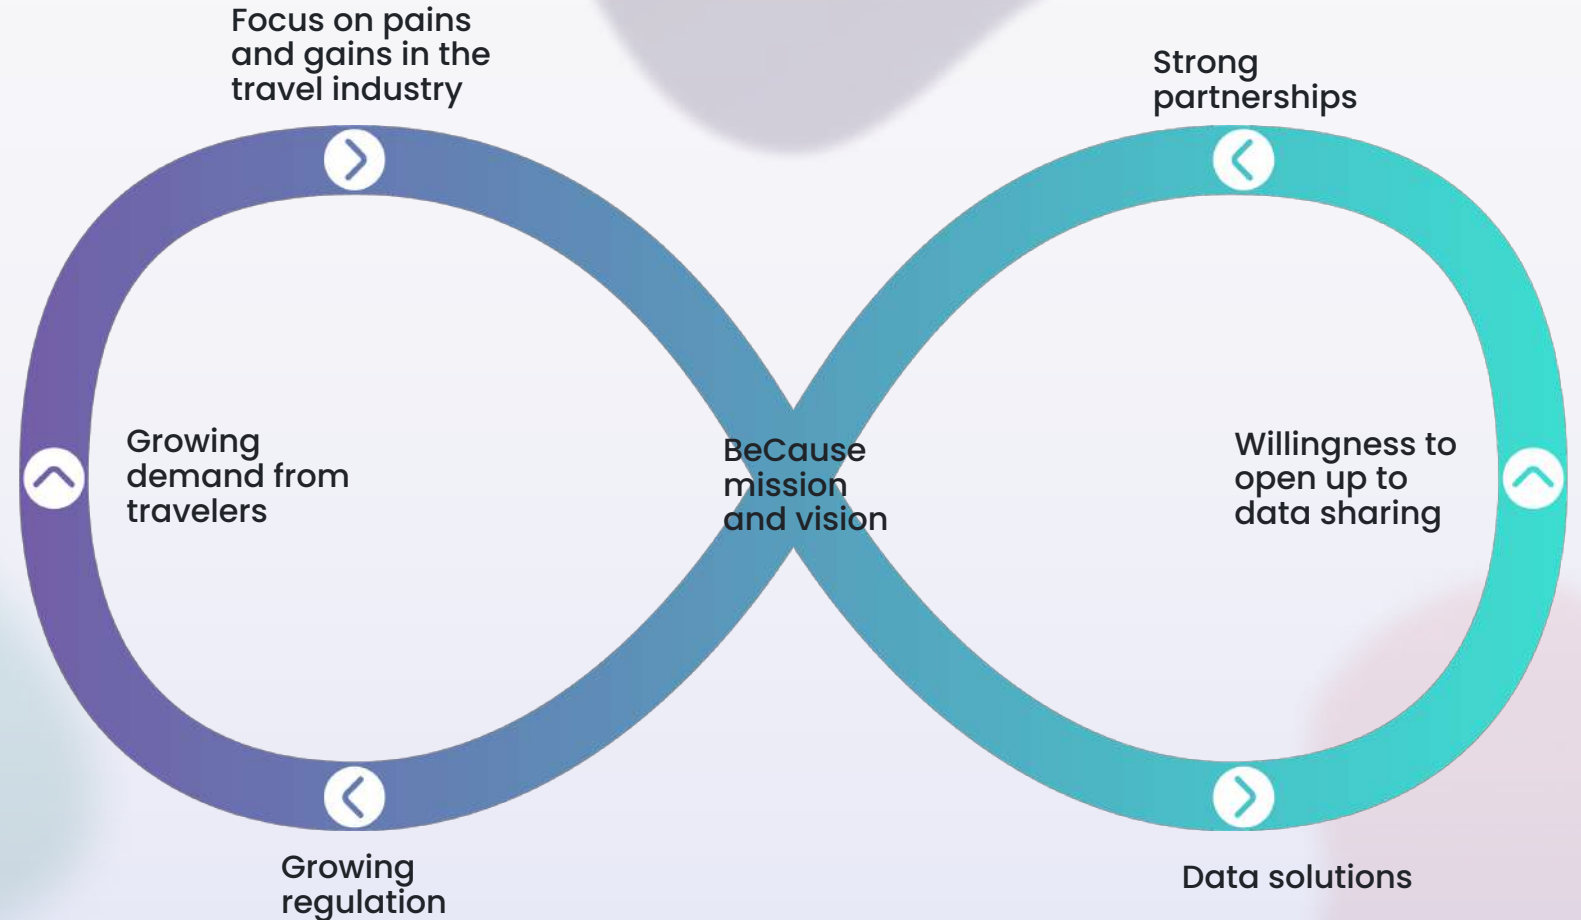 Focus on pains
and gains in the
travel industry
Strong
partnerships
Growing
demand from
travelers
BeCause
mission
and vision
Willingness to
open up to
data sharing
Growing
regulation
Data solutions